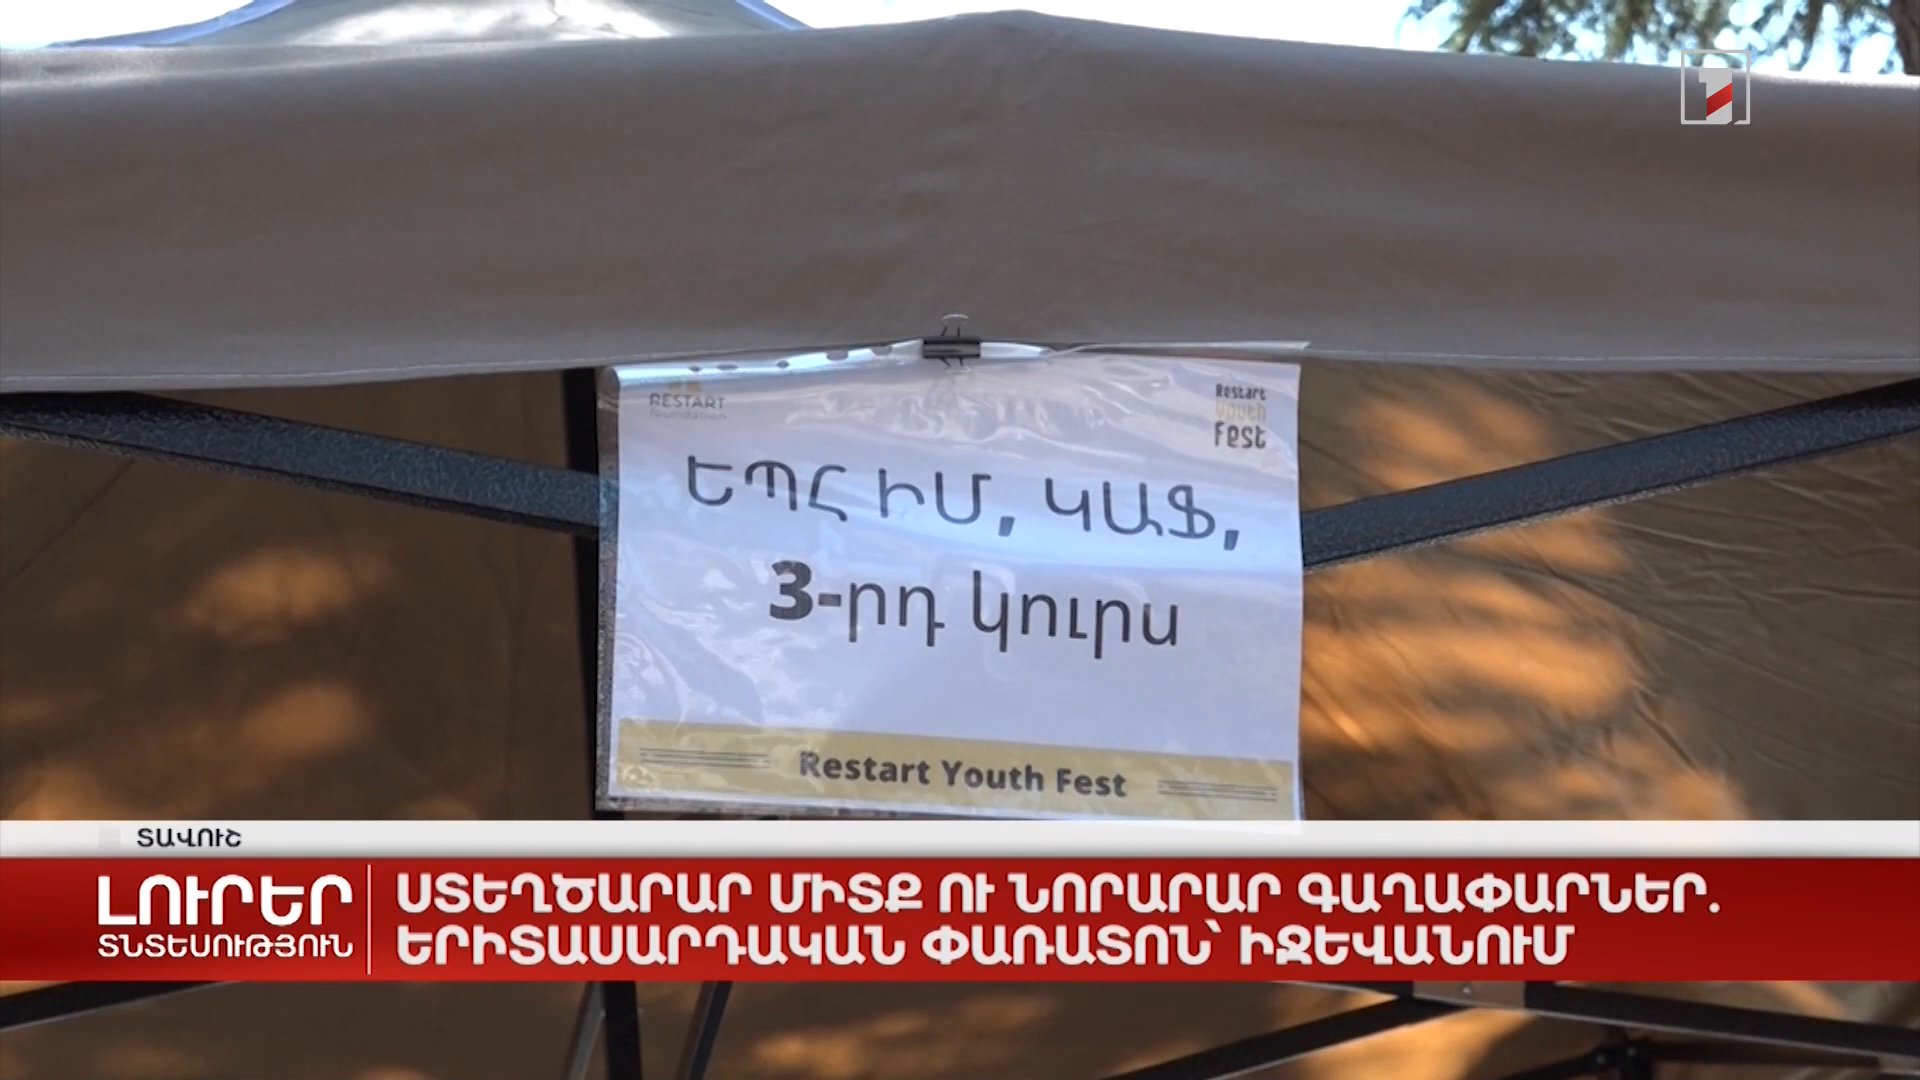 RESTART
foundation
Restart
Youth
Fest
ԵՊՀ ԻՄ, ԿԱՖ,
3-րդ կուրս
Restart Youth Fest
ՏԱՎՈՒՇ
ԼՈՒՐԵՐ
ՏՆՏԵՍՈՒԹՅՈՒՆ
ՍՏԵՂԾԱՐԱՐ ՄԻՏՔ ՈՒ ՆՈՐԱՐԱՐ ԳԱՂԱՓԱՐՆԵՐ.
ԵՐԻՏԱՍԱՐԴԱԿԱՆ ՓԱՌԱՏՈՆ՝ ԻՋԵՎԱՆՈՒՄ